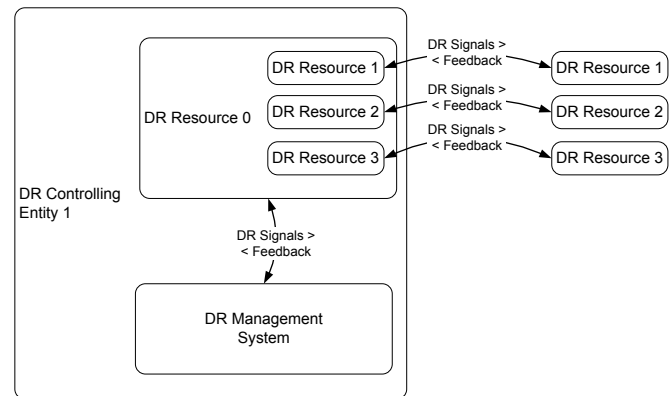 DR Controlling
Entity 1
DR Resource 0
DR Resource 1
DR Resource 2
DR Resource 3
DR Signals >
< Feedback
DR Signals >
< Feedback
DR Signals >
< Feedback
DR Resource 1
DR Resource 2
DR Resource 3
DR Signals >
< Feedback
DR Management
System